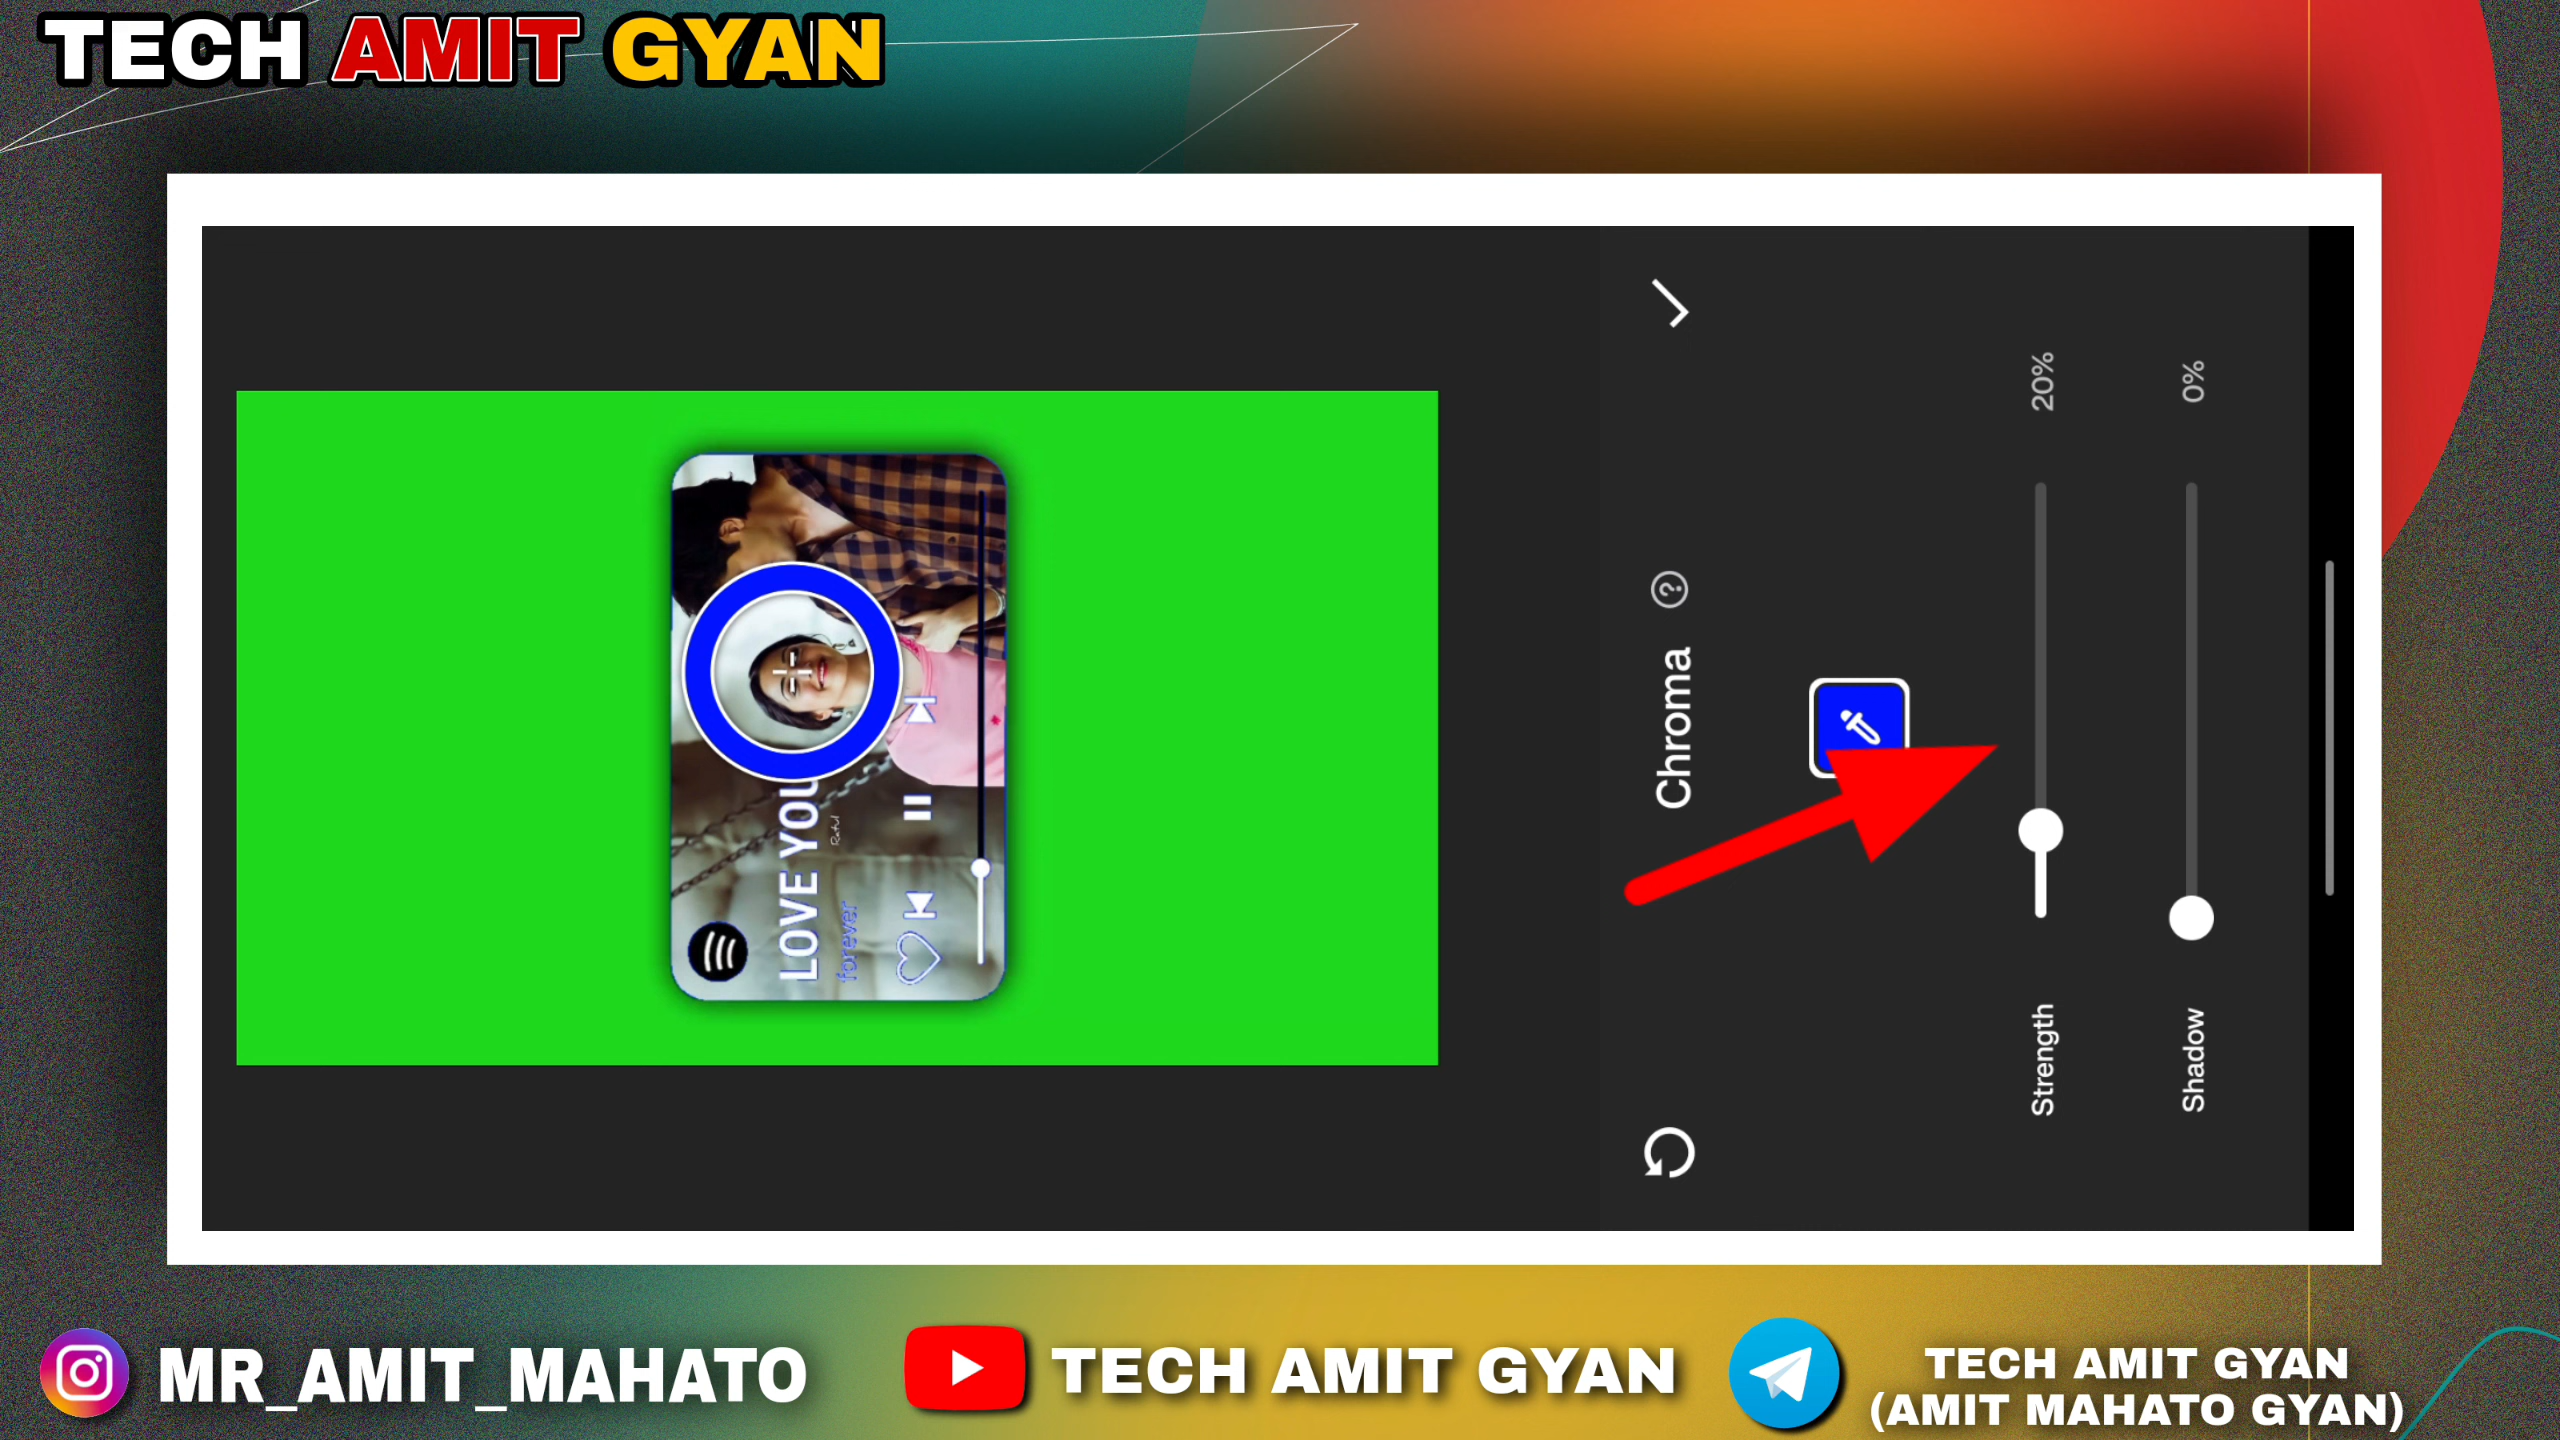 TECH AMIT GYAN
LOVE YOU
forever
Chroma
Strength 20%
Shadow 0%
MR_AMIT_MAHATO
TECH AMIT GYAN
TECH AMIT GYAN
(AMIT MAHATO GYAN)